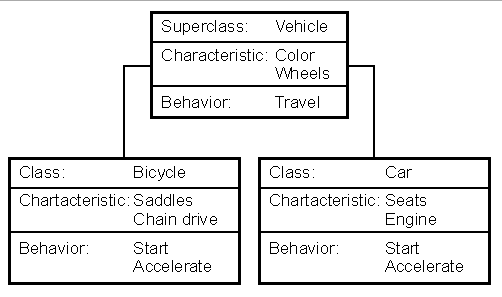 Superclass: Vehicle
Characteristic: Color
Wheels
Behavior: Travel
Class: Bicycle
Chartacteristic: Saddles
Chain drive
Behavior: Start
Accelerate
Class: Car
Chartacteristic: Seats
Engine
Behavior: Start
Accelerate